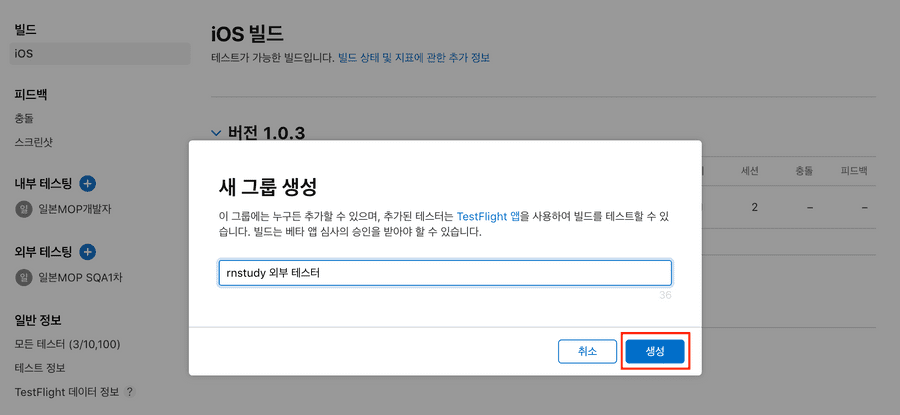 빌드
iOS
피드백
충돌
스크린샷
내부 테스팅
일 일본MOP개발자
외부 테스팅
일 일본MOP SQA1차
일반 정보
모든 테스터 (3/10,100)
테스트 정보
TestFlight 데이터 정보 ?
iOS 빌드
테스트가 가능한 빌드입니다. 빌드 상태 및 지표에 관한 추가 정보
버전 1.0.3
세션 충돌 피드백
2 – –
새 그룹 생성
이 그룹에는 누구든 추가할 수 있으며, 추가된 테스터는 TestFlight 앱을 사용하여 빌드를 테스트할 수 있
습니다. 빌드는 베타 앱 심사의 승인을 받아야 할 수 있습니다.
rnstudy 외부 테스터
36
취소 생성